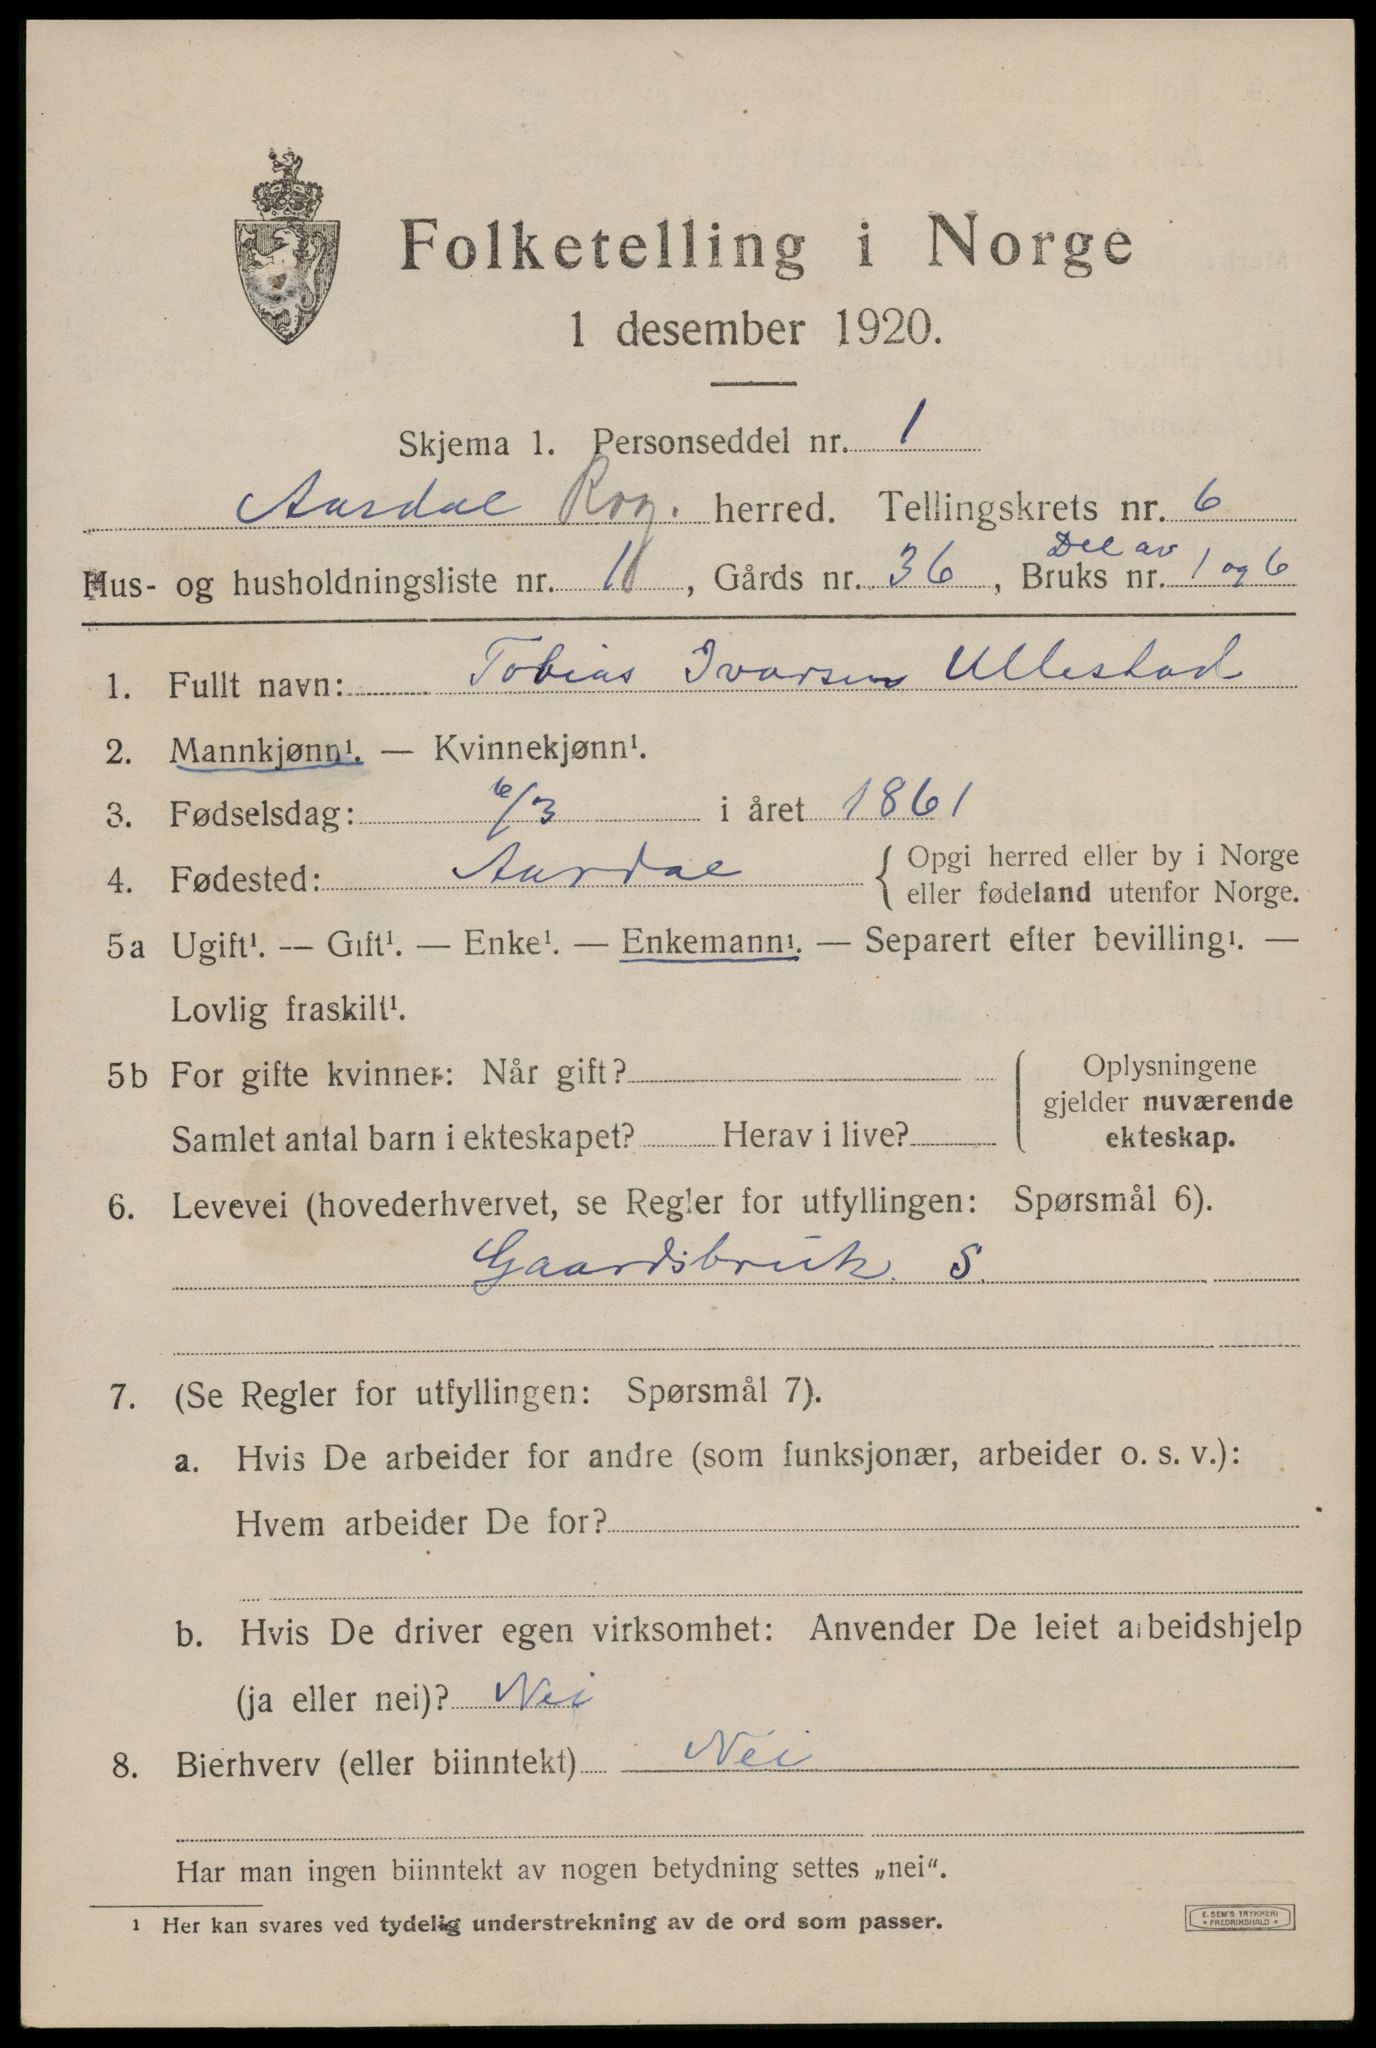 Folketelling i Norge
1 desember 1920.
Skjema 1. Personseddel nr. 1
Aardal Rog. herred. Tellingskrets nr. 6
Del av
Hus- og husholdningsliste nr. 11, Gårds nr. 36, Bruks nr. 1 og 6
1. Fullt navn: Tobias Ivarsen Ullestad
2. Mannkjønn¹. — Kvinnekjønn¹.
3. Fødselsdag: 6/3 i året 1861
4. Fødested: Aardal { Opgi herred eller by i Norge
eller fødeland utenfor Norge.
5a Ugift¹. — Gift¹. — Enke¹. — Enkemann¹. — Separert efter bevilling¹. —
Lovlig fraskilt¹.
5b For gifte kvinner: Når gift?
Samlet antal barn i ekteskapet? Herav i live?
Oplysningene
gjelder nuværende
ekteskap.
6. Levevei (hovederhvervet, se Regler for utfyllingen: Spørsmål 6).
Gaardsbruk. S.
7. (Se Regler for utfyllingen: Spørsmål 7).
a. Hvis De arbeider for andre (som funksjonær, arbeider o. s. v.):
Hvem arbeider De for?
b. Hvis De driver egen virksomhet: Anvender De leiet arbeidshjelp
(ja eller nei)? Nei
8. Bierhverv (eller biinntekt) Nei
Har man ingen biinntekt av nogen betydning settes „nei“.
¹ Her kan svares ved tydelig understrekning av de ord som passer.
E. SEM'S TRYKKERI
* FREDRIKSHALD *